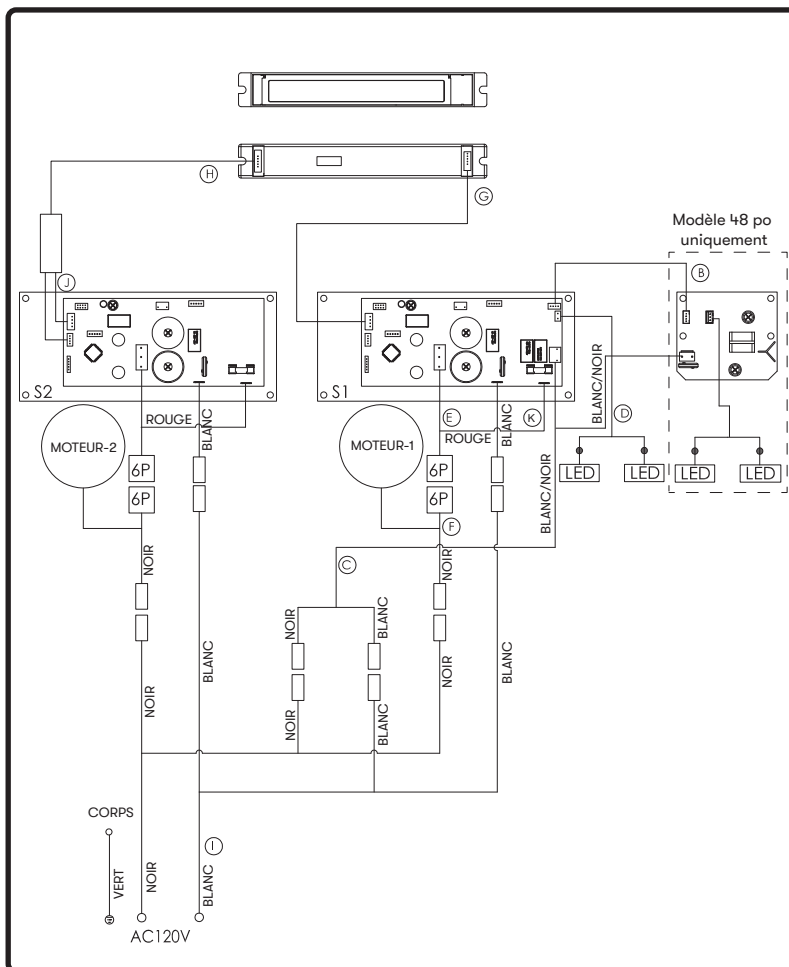 H
G
Modèle 48 po
uniquement
B
J
S2
S1
BLANC/NOIR
ROUGE
BLANC
E
ROUGE
K
BLANC
D
MOTEUR-2
MOTEUR-1
6P
6P
6P
6P
LED
LED
LED
LED
BLANC/NOIR
F
NOIR
C
NOIR
NOIR
BLANC
BLANC
BLANC
NOIR
NOIR
NOIR
BLANC
CORPS
VERT
NOIR
BLANC
I
AC120V